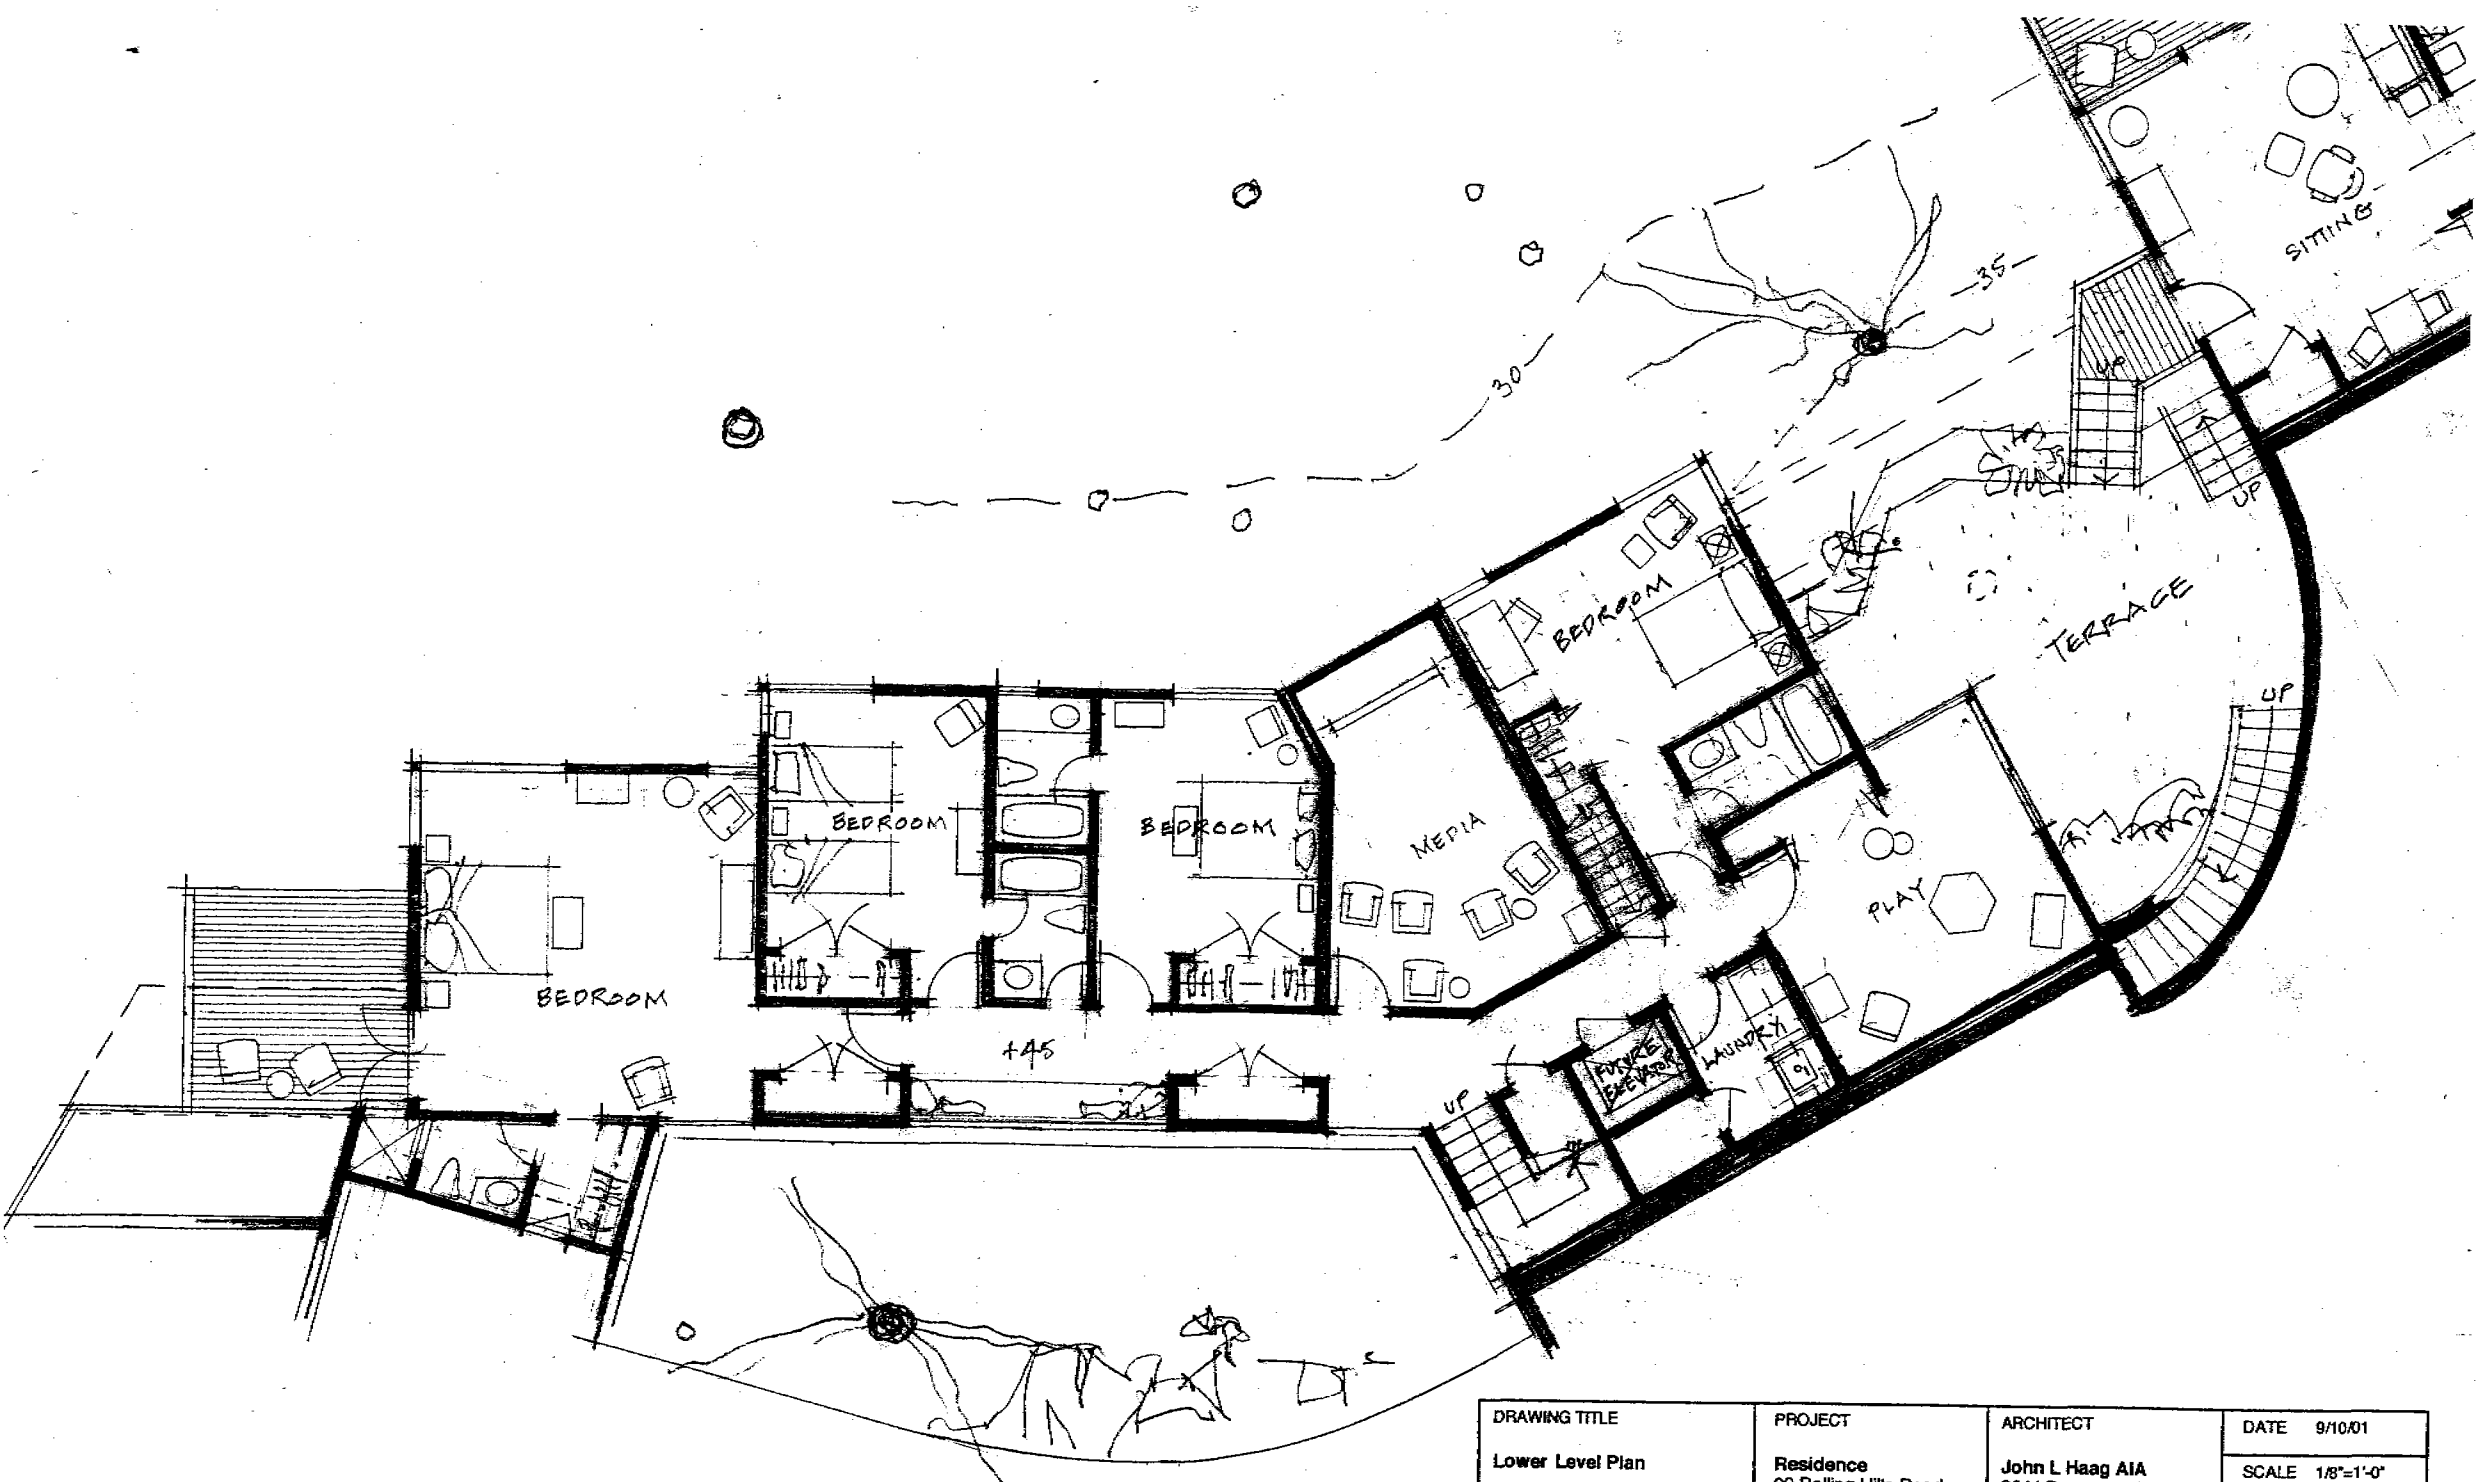 SITTING
-35-
30-
UP
UP
BEDROOM
TERRACE
UP
BEDROOM
BEDROOM
MEDIA
PLAY
BEDROOM
+45
FUTURE
ELEVATOR
LAUNDRY
UP
DRAWING TITLE
Lower Level Plan
PROJECT
Residence
ARCHITECT
John L Haag AIA
DATE 9/10/01
SCALE 1/8"=1'-0"